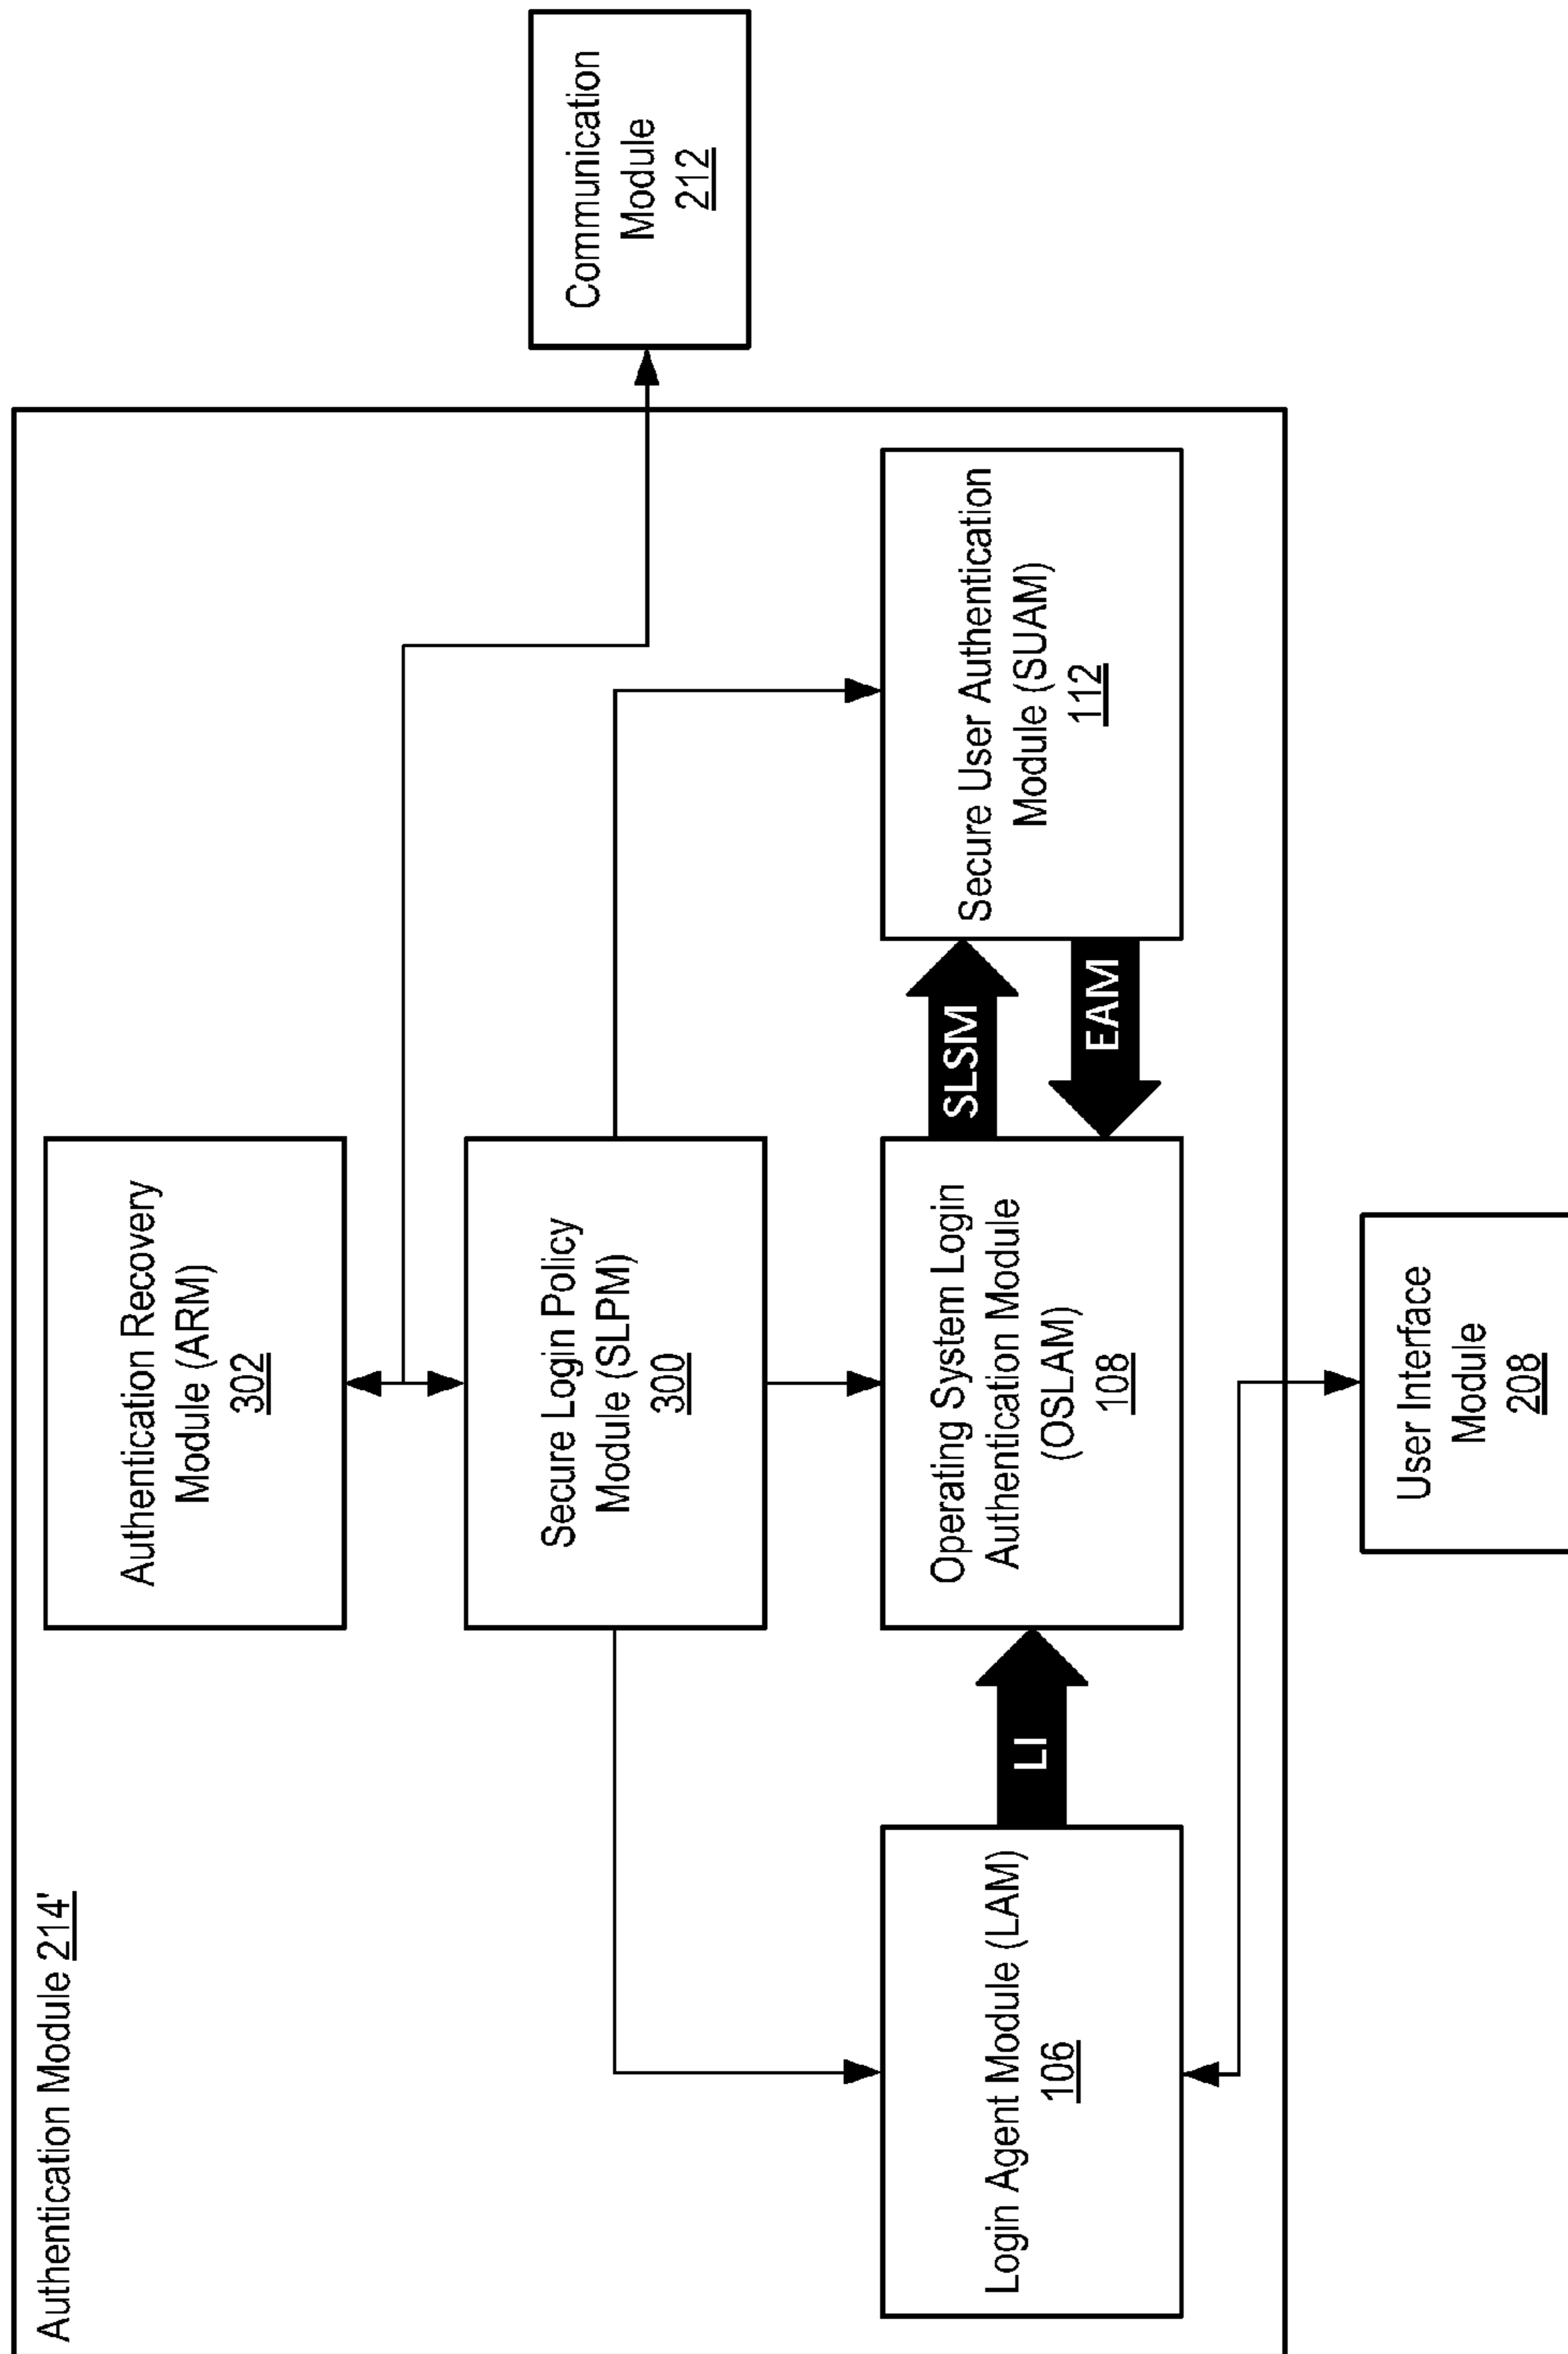 Authentication Module 214'
Authentication Recovery
Module (ARM)
302
Communication
Module
212
Secure Login Policy
Module (SLPM)
300
Login Agent Module (LAM)
106
LI
Operating System Login
Authentication Module
(OSLAM)
108
SLSM
EAM
Secure User Authentication
Module (SUAM)
112
User Interface
Module
208